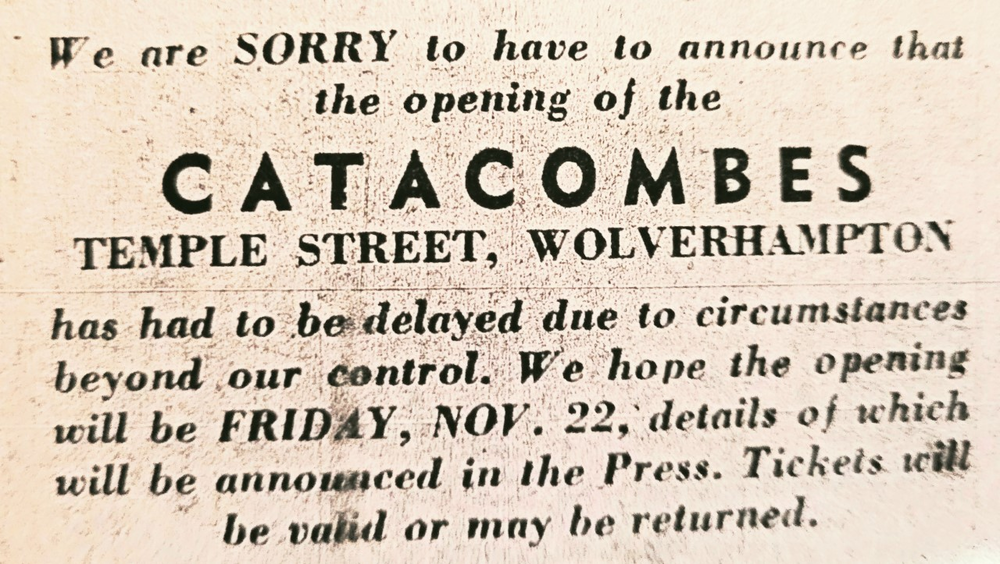 We are SORRY to have to announce that
the opening of the
CATACOMBES
TEMPLE STREET, WOLVERHAMPTON
has had to be delayed due to circumstances
beyond our control. We hope the opening
will be FRIDAY, NOV. 22, details of which
will be announced in the Press. Tickets will
be valid or may be returned.